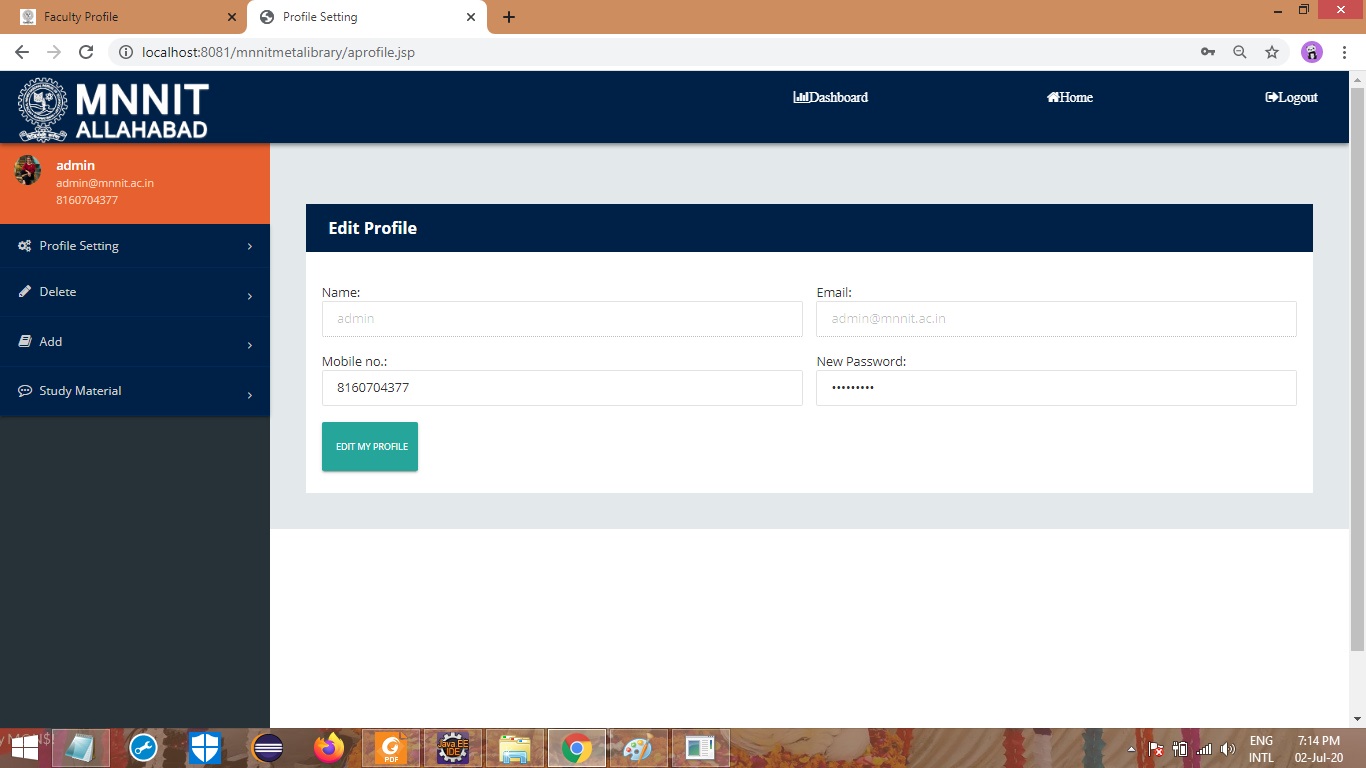 Faculty Profile
Profile Setting
localhost:8081/mnnitmetalibrary/aprofile.jsp
MNNIT
ALLAHABAD
Dashboard
Home
Logout
admin
admin@mnnit.ac.in
8160704377
Profile Setting
Delete
Add
Study Material
Edit Profile
Name:
Email:
admin
admin@mnnit.ac.in
Mobile no.:
New Password:
8160704377
•••••••••
EDIT MY PROFILE
PDF
Java EE
IDE
ENG
INTL
7:14 PM
02-Jul-20